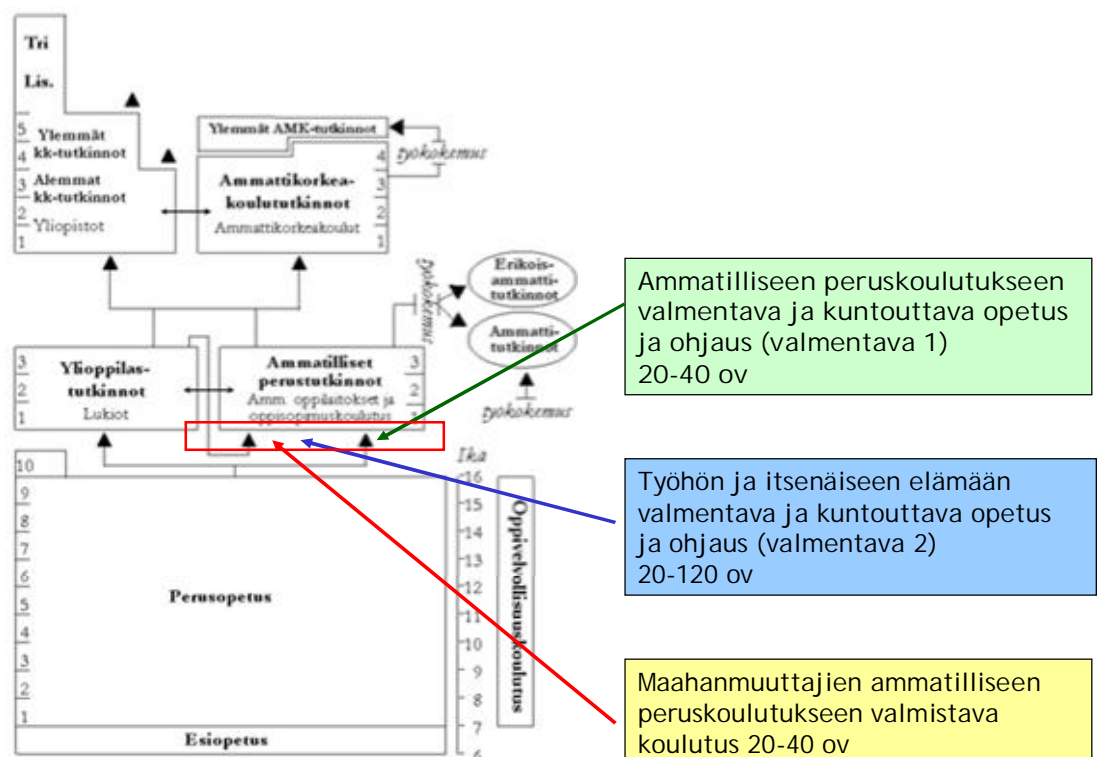 Tri
Lis.
5
4
3
2
1
Ylemmät
kk-tutkinnot
Alemmat
kk-tutkinnot
Yliopistot
Ylemmät AMK-tutkinnot
työkokemus
Ammattikorkea-
koulututkinnot
Ammattikorkeakoulut
4
3
2
1
työkokemus
Erikois-
ammatti-
tutkinnot
Ammatti-
tutkinnot
työkokemus
3
2
1
Ylioppilas-
tutkinnot
Lukiot
Ammatilliset
perustutkinnot
Amm. oppilaitokset ja
oppisopimuskoulutus
3
2
1
10
9
8
7
6
5
4
3
2
1
Perusopetus
Esiopetus
Ika
16
15
14
13
12
11
10
9
8
7
6
Oppivelvollisuuskoulutus
Ammatilliseen peruskoulutukseen
valmentava ja kuntouttava opetus
ja ohjaus (valmentava 1)
20-40 ov
Työhön ja itsenäiseen elämään
valmentava ja kuntouttava opetus
ja ohjaus (valmentava 2)
20-120 ov
Maahanmuuttajien ammatilliseen
peruskoulutukseen valmistava
koulutus 20-40 ov